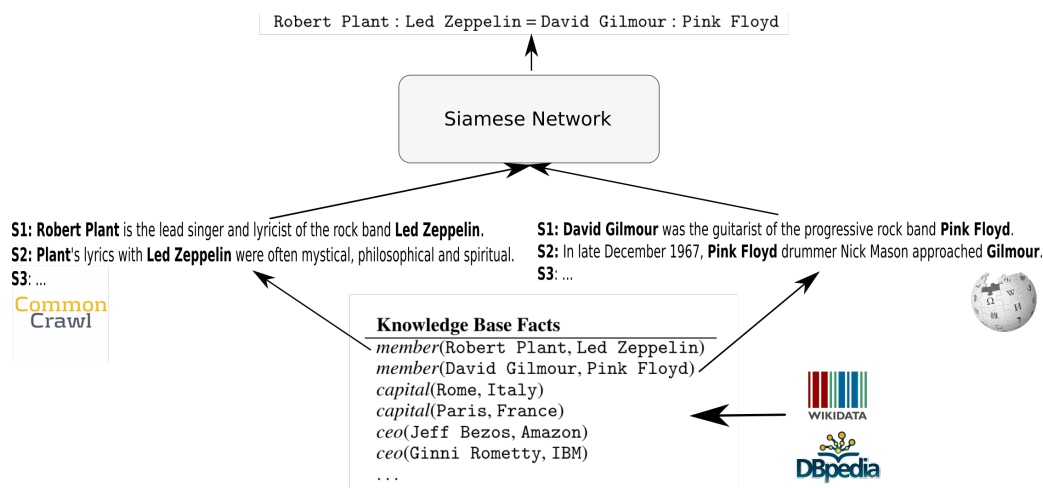 Robert Plant : Led Zeppelin = David Gilmour : Pink Floyd
Siamese Network
S1: Robert Plant is the lead singer and lyricist of the rock band Led Zeppelin.
S2: Plant's lyrics with Led Zeppelin were often mystical, philosophical and spiritual.
S3: ...
Common
Crawl
S1: David Gilmour was the guitarist of the progressive rock band Pink Floyd.
S2: In late December 1967, Pink Floyd drummer Nick Mason approached Gilmour.
S3: ...
Ω W И
Knowledge Base Facts
member(Robert Plant, Led Zeppelin)
member(David Gilmour, Pink Floyd)
capital(Rome, Italy)
capital(Paris, France)
ceo(Jeff Bezos, Amazon)
ceo(Ginni Rometty, IBM)
...
WIKIDATA
DBpedia